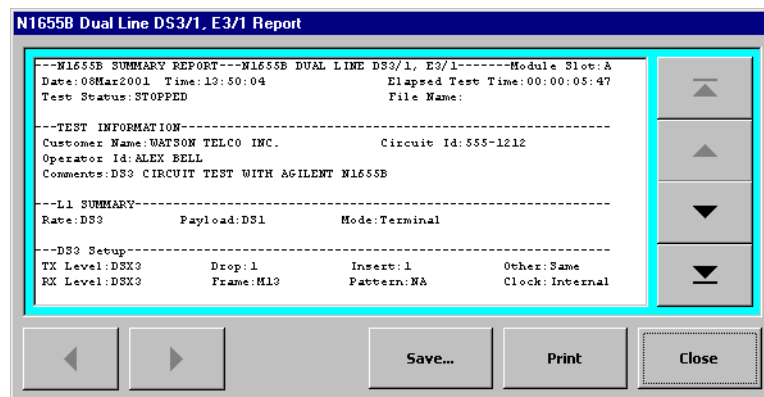 N1655B Dual Line DS3/1, E3/1 Report
---N1655B SUMMARY REPORT---N1655B DUAL LINE DS3/1, E3/1-------Module Slot:A
Date:08Mar2001 Time:13:50:04 Elapsed Test Time:00:00:05:47
Test Status:STOPPED File Name:
---TEST INFORMATION------------------------------------------------------
Customer Name:WATSON TELCO INC. Circuit Id:555-1212
Operator Id:ALEX BELL
Comments:DS3 CIRCUIT TEST WITH AGILENT N1655B
---L1 SUMMARY------------------------------------------------------------
Rate:DS3 Payload:DS1 Mode:Terminal
---DS3 Setup-------------------------------------------------------------
TX Level:DSX3 Drop:1 Insert:1 Other:Same
RX Level:DSX3 Frame:M13 Pattern:NA Clock:Internal
Save... Print Close